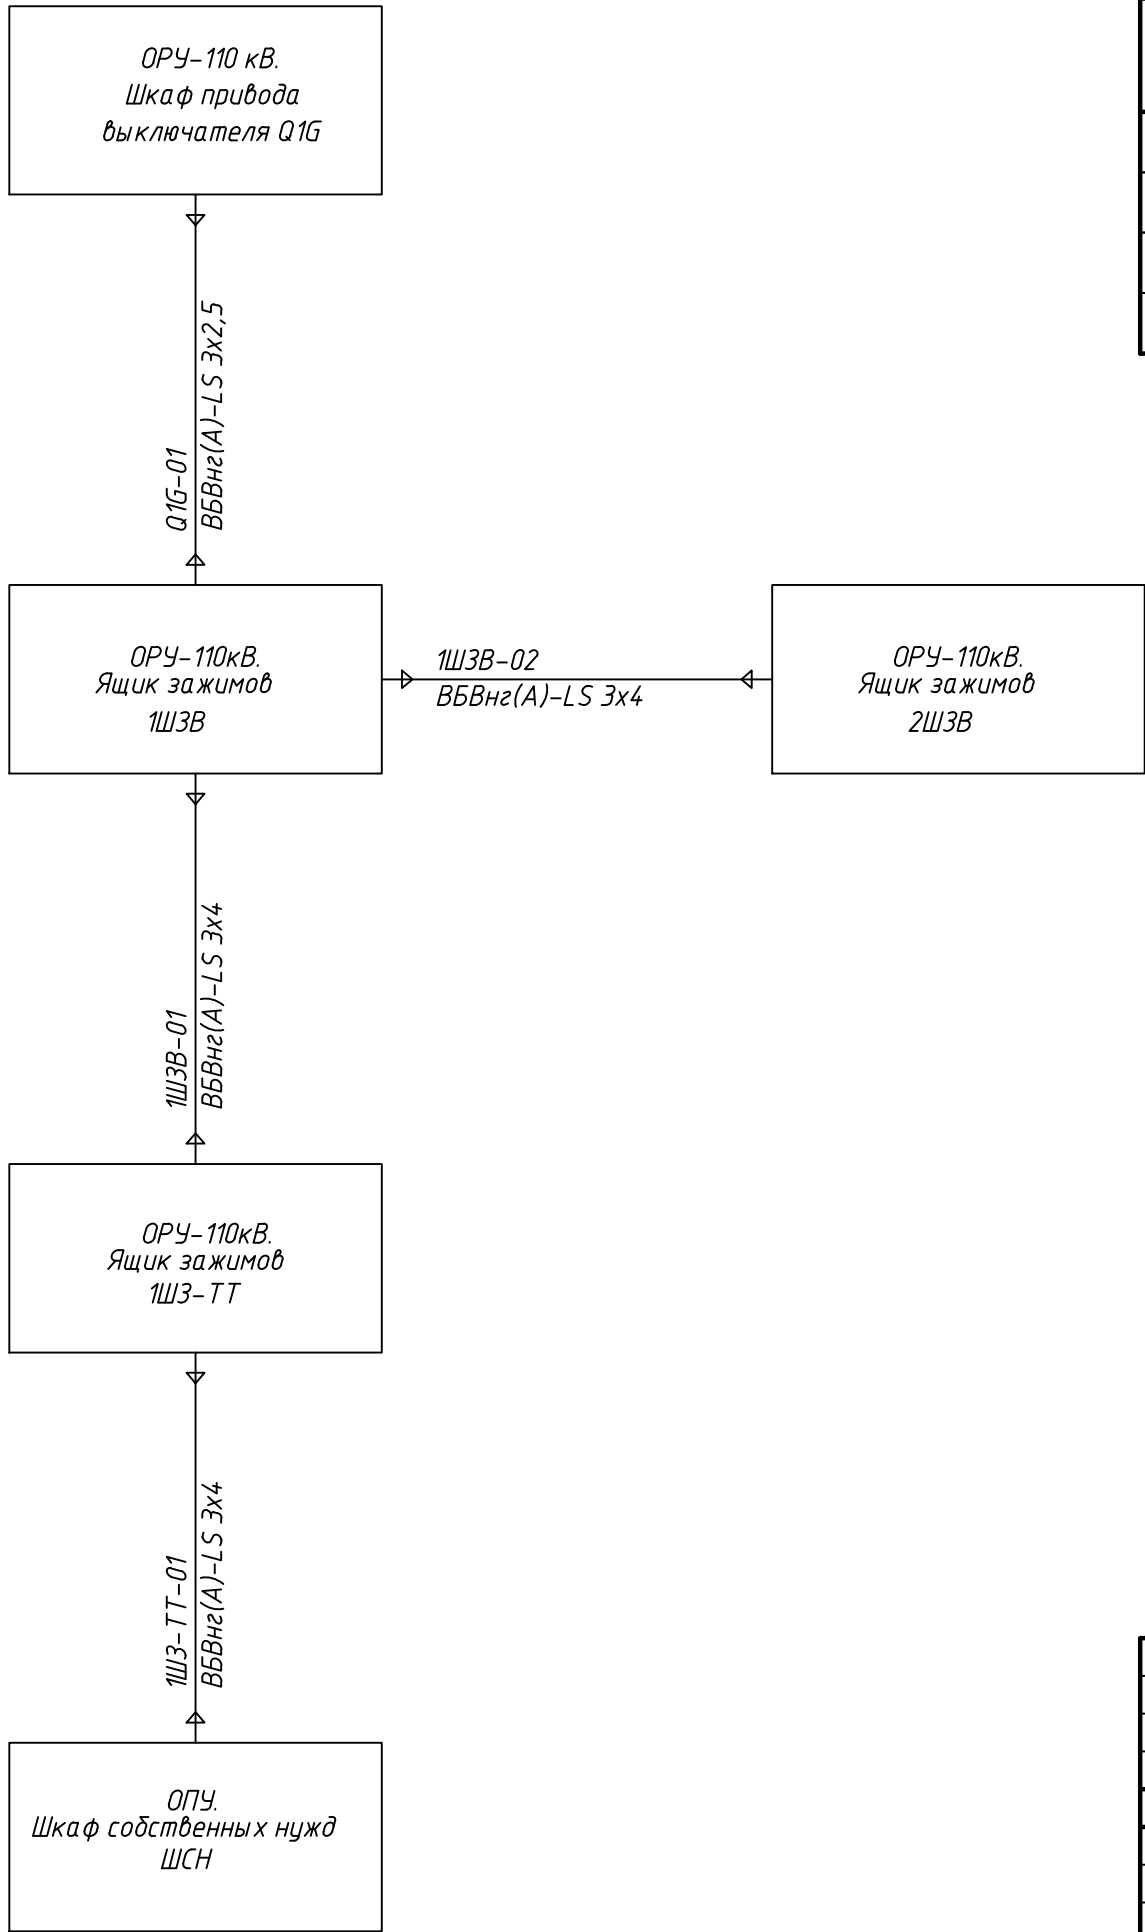 ОРУ-110 кВ.
Шкаф привода
выключателя Q1G
Q1G-01
ВБВнг(А)-LS 3х2,5
ОРУ-110кВ.
Ящик зажимов
1ШЗВ
1ШЗВ-02
ВБВнг(А)-LS 3х4
ОРУ-110кВ.
Ящик зажимов
2ШЗВ
1ШЗВ-01
ВБВнг(А)-LS 3х4
ОРУ-110кВ.
Ящик зажимов
1ШЗ-ТТ
1ШЗ-ТТ-01
ВБВнг(А)-LS 3х4
ОПУ.
Шкаф собственных нужд
ШСН